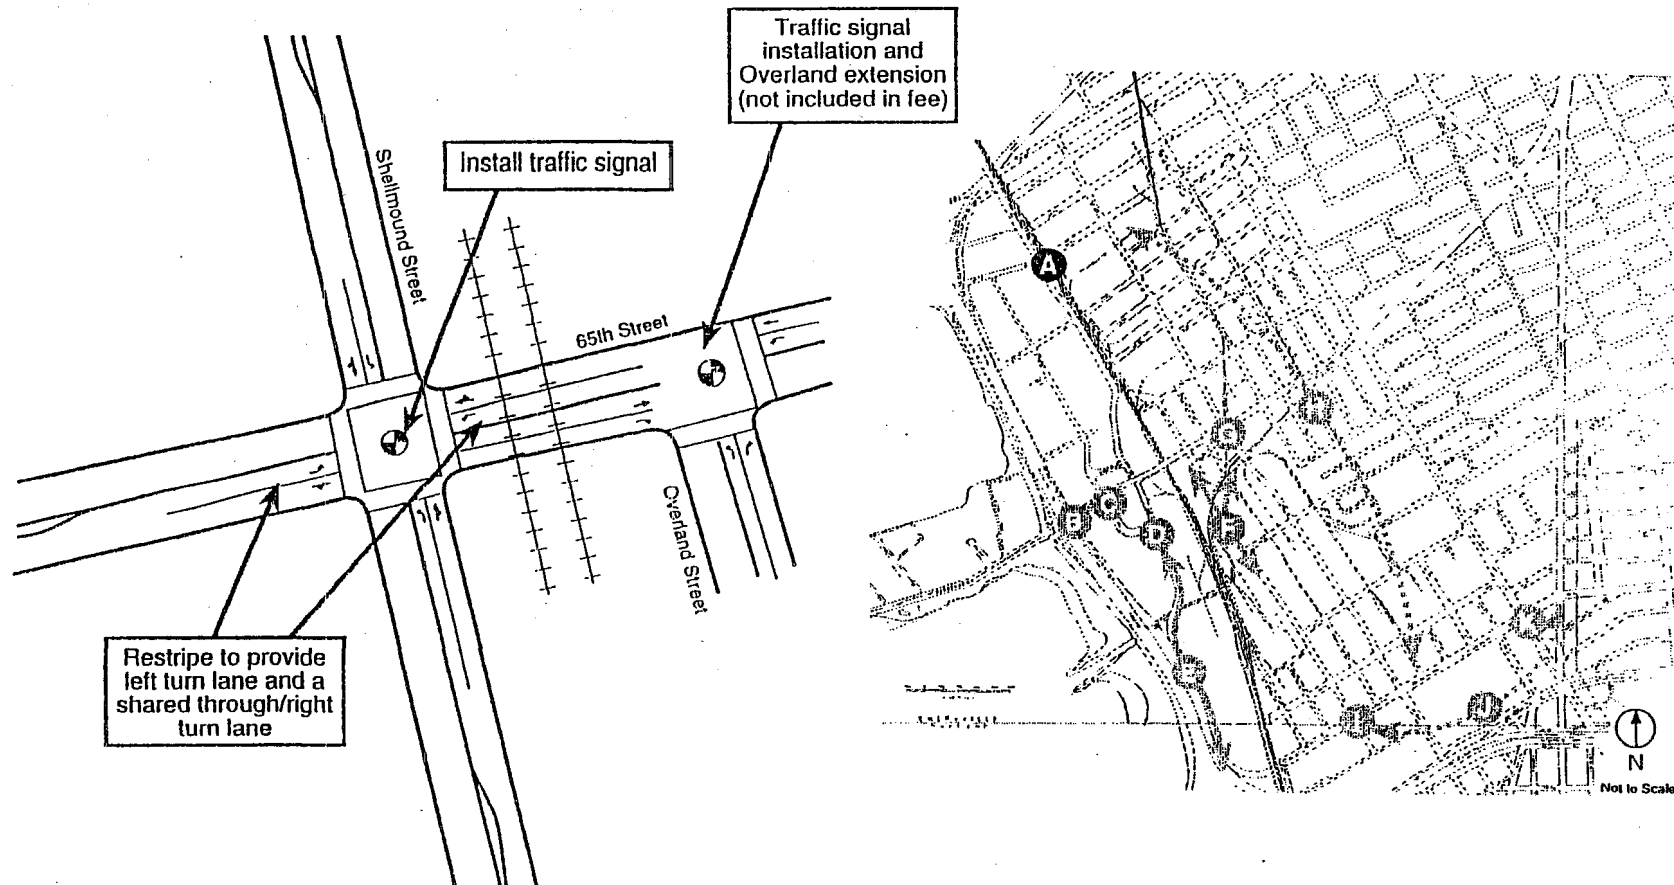 Traffic signal
installation and
Overland extension
(not included in fee)
Install traffic signal
Shellmound Street
65th Street
Overland Street
Restripe to provide
left turn lane and a
shared through/right
turn lane
A
B
C
D
E
F
G
H
I
J
K
N
Not to Scale